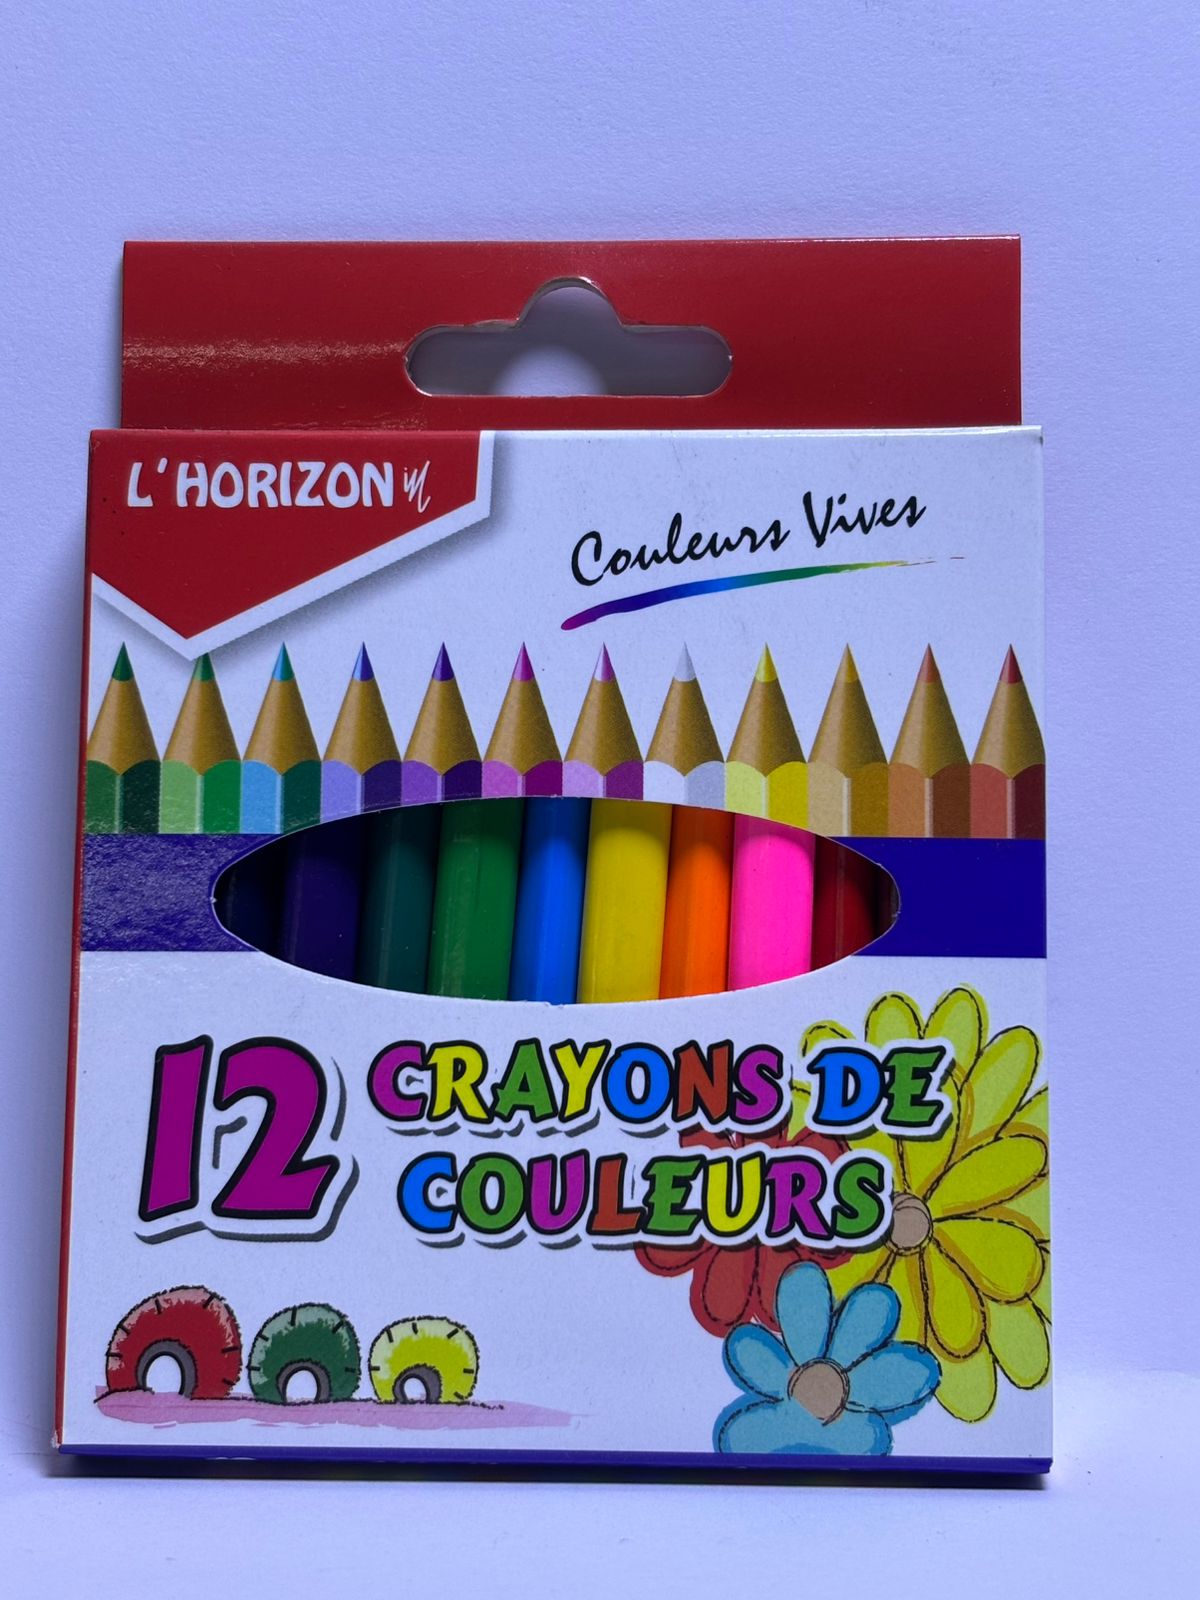 L'HORIZON
Couleurs Vives
12 CRAYONS DE
COULEURS